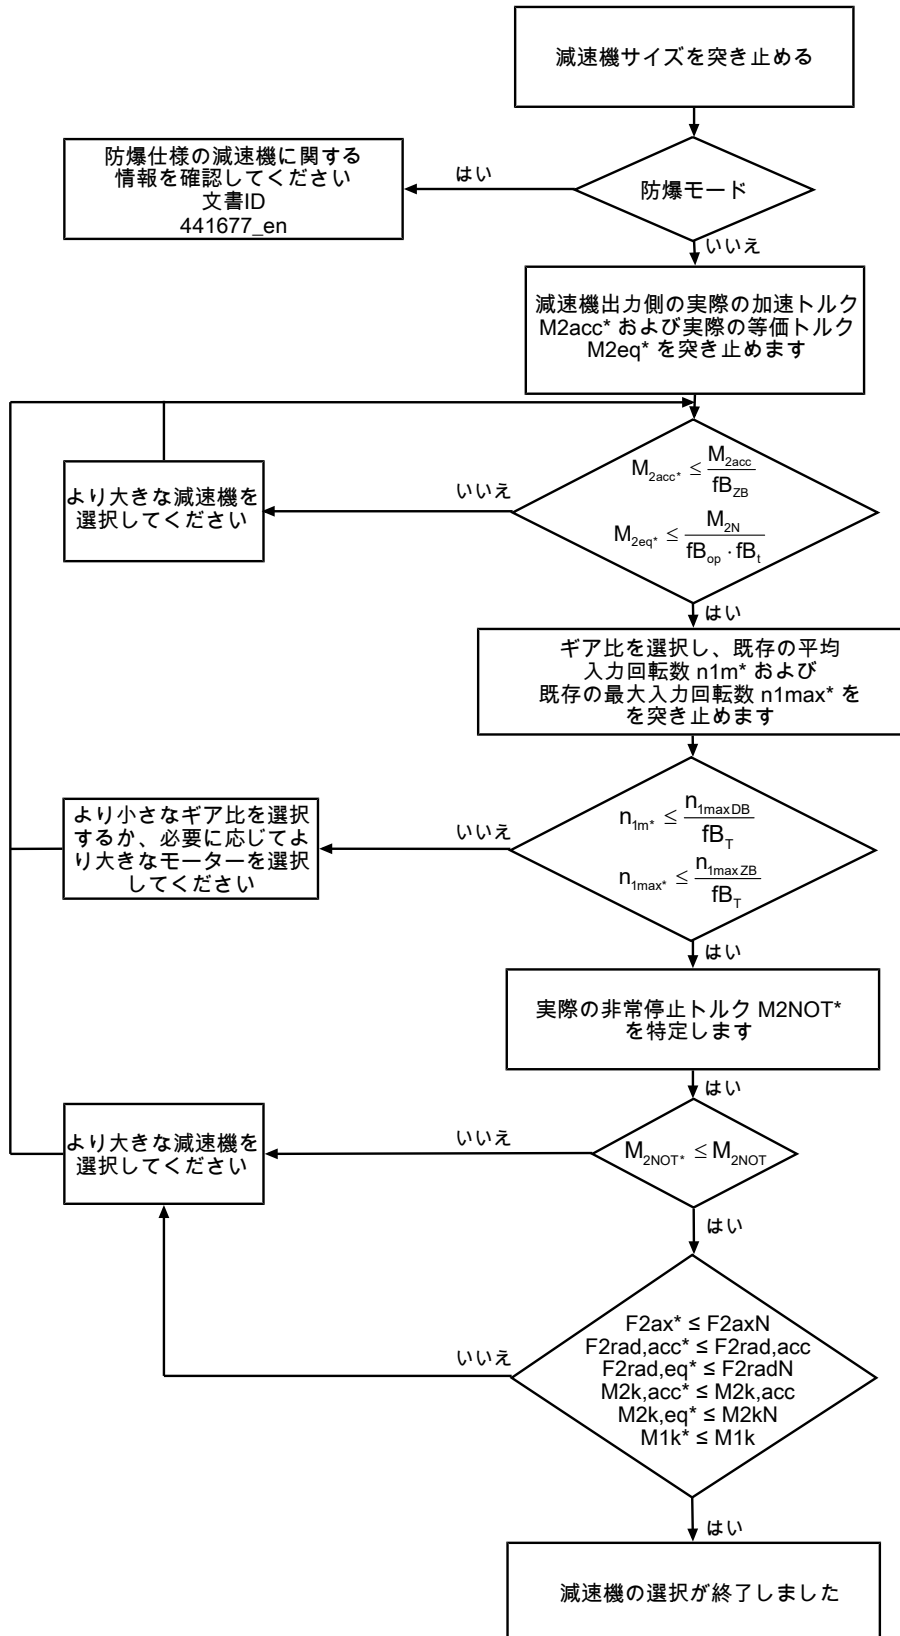 減速機サイズを突き止める
防爆モード
はい
防爆仕様の減速機に関する
情報を確認してください
文書ID
441677_en
いいえ
減速機出力側の実際の加速トルク
M2acc* および実際の等価トルク
M2eq* を突き止めます
M2acc* ≤ M2acc / fBZB
M2eq* ≤ M2N / fBop · fBt
いいえ
より大きな減速機を
選択してください
はい
ギア比を選択し、既存の平均
入力回転数 n1m* および
既存の最大入力回転数 n1max* を
を突き止めます
n1m* ≤ n1maxDB / fBT
n1max* ≤ n1maxZB / fBT
いいえ
より小さなギア比を選択
するか、必要に応じてよ
り大きなモーターを選択
してください
はい
実際の非常停止トルク M2NOT*
を特定します
はい
M2NOT* ≤ M2NOT
いいえ
より大きな減速機を
選択してください
はい
F2ax* ≤ F2axN
F2rad,acc* ≤ F2rad,acc
F2rad,eq* ≤ F2radN
M2k,acc* ≤ M2k,acc
M2k,eq* ≤ M2kN
M1k* ≤ M1k
いいえ
はい
減速機の選択が終了しました